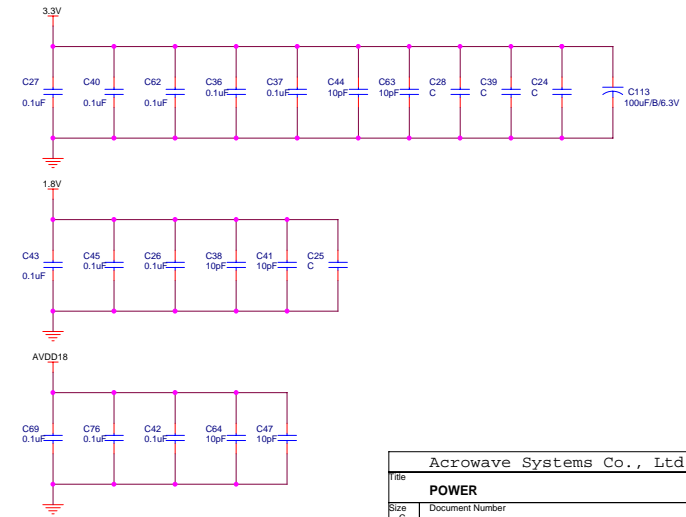 3.3V
C27 C40 C62 C36 C37 C44 C63 C28 C39 C24 C113
0.1uF 0.1uF 0.1uF 0.1uF 0.1uF 10pF 10pF C C C 100uF/B/6.3V
1.8V
C43 C45 C26 C38 C41 C25
0.1uF 0.1uF 0.1uF 10pF 10pF C
AVDD18
C69 C76 C42 C64 C47
0.1uF 0.1uF 0.1uF 10pF 10pF
Acrowave Systems Co., Ltd
Title
POWER
Size Document Number